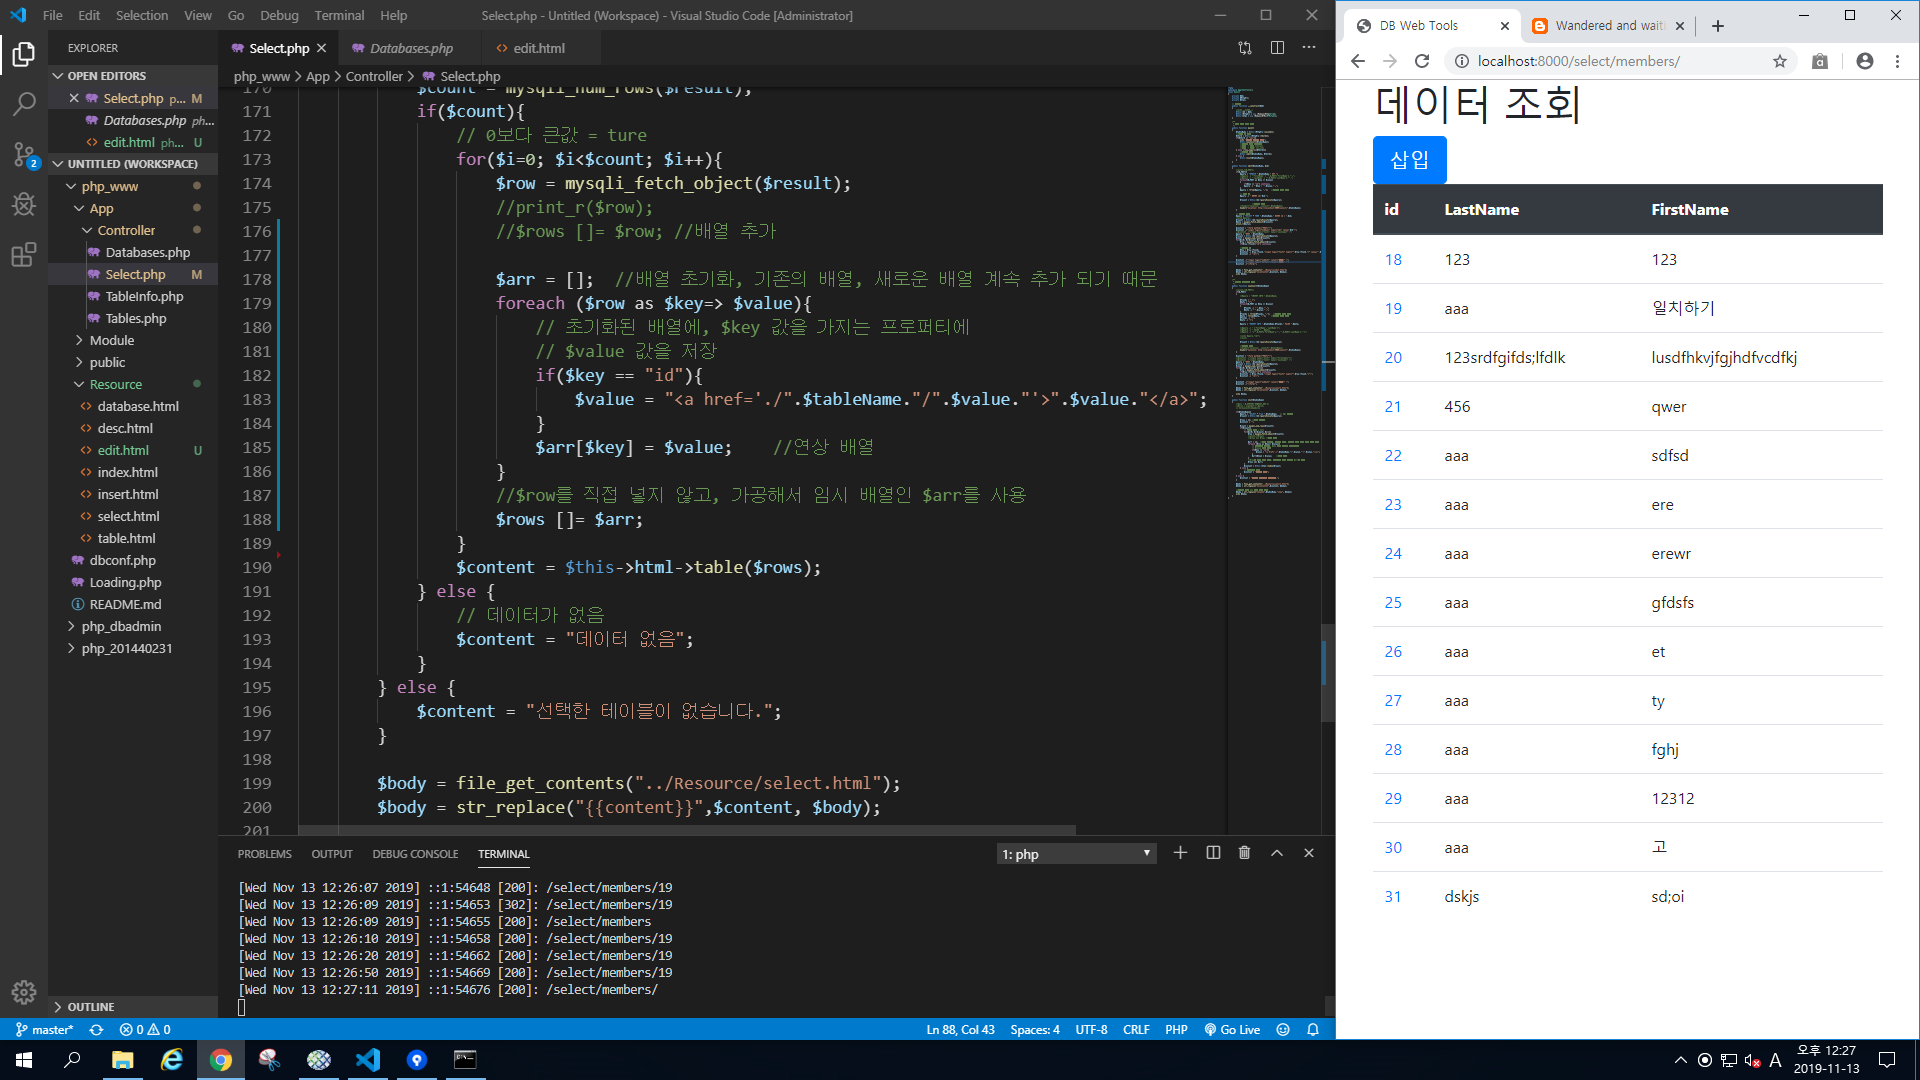 File Edit Selection View Go Debug Terminal Help
Select.php - Untitled (Workspace) - Visual Studio Code [Administrator]
EXPLORER
OPEN EDITORS
Select.php p... M
Databases.php ph...
edit.html ph... U
UNTITLED (WORKSPACE)
php_www
App
Controller
Databases.php
Select.php M
TableInfo.php
Tables.php
Module
public
Resource
database.html
desc.html
edit.html U
index.html
insert.html
select.html
table.html
dbconf.php
Loading.php
README.md
php_dbadmin
php_201440231
OUTLINE
Select.php
Databases.php
edit.html
php_www > App > Controller > Select.php
170 $count = mysqli_num_rows($result);
171 if($count){
172 // 0보다 큰값 = ture
173 for($i=0; $i<$count; $i++){
174 $row = mysqli_fetch_object($result);
175 //print_r($row);
176 //$rows []= $row; //배열 추가
177
178 $arr = []; //배열 초기화, 기존의 배열, 새로운 배열 계속 추가 되기 때문
179 foreach ($row as $key=> $value){
180 // 초기화된 배열에, $key 값을 가지는 프로퍼티에
181 // $value 값을 저장
182 if($key == "id"){
183 $value = "<a href='./".$tableName."/".$value."'>".$value."</a>";
184 }
185 $arr[$key] = $value; //연상 배열
186 }
187 //$row를 직접 넣지 않고, 가공해서 임시 배열인 $arr를 사용
188 $rows []= $arr;
189 }
190 $content = $this->html->table($rows);
191 } else {
192 // 데이터가 없음
193 $content = "데이터 없음";
194 }
195 } else {
196 $content = "선택한 테이블이 없습니다.";
197 }
198
199 $body = file_get_contents("../Resource/select.html");
200 $body = str_replace("{{content}}",$content, $body);
201
PROBLEMS OUTPUT DEBUG CONSOLE TERMINAL
1: php
[Wed Nov 13 12:26:07 2019] ::1:54648 [200]: /select/members/19
[Wed Nov 13 12:26:09 2019] ::1:54653 [302]: /select/members/19
[Wed Nov 13 12:26:09 2019] ::1:54655 [200]: /select/members
[Wed Nov 13 12:26:10 2019] ::1:54658 [200]: /select/members/19
[Wed Nov 13 12:26:20 2019] ::1:54662 [200]: /select/members/19
[Wed Nov 13 12:26:50 2019] ::1:54669 [200]: /select/members/19
[Wed Nov 13 12:27:11 2019] ::1:54676 [200]: /select/members/
2
master* 0 0
Ln 88, Col 43 Spaces: 4 UTF-8 CRLF PHP Go Live
DB Web Tools
Wandered and wait
localhost:8000/select/members/
데이터 조회
삽입
id LastName FirstName
18 123 123
19 aaa 일치하기
20 123srdfgifds;lfdlk lusdfhkvjfgjhdfvcdfkj
21 456 qwer
22 aaa sdfsd
23 aaa ere
24 aaa erewr
25 aaa gfdsfs
26 aaa et
27 aaa ty
28 aaa fghj
29 aaa 12312
30 aaa 고
31 dskjs sd;oi
A
오후 12:27
2019-11-13